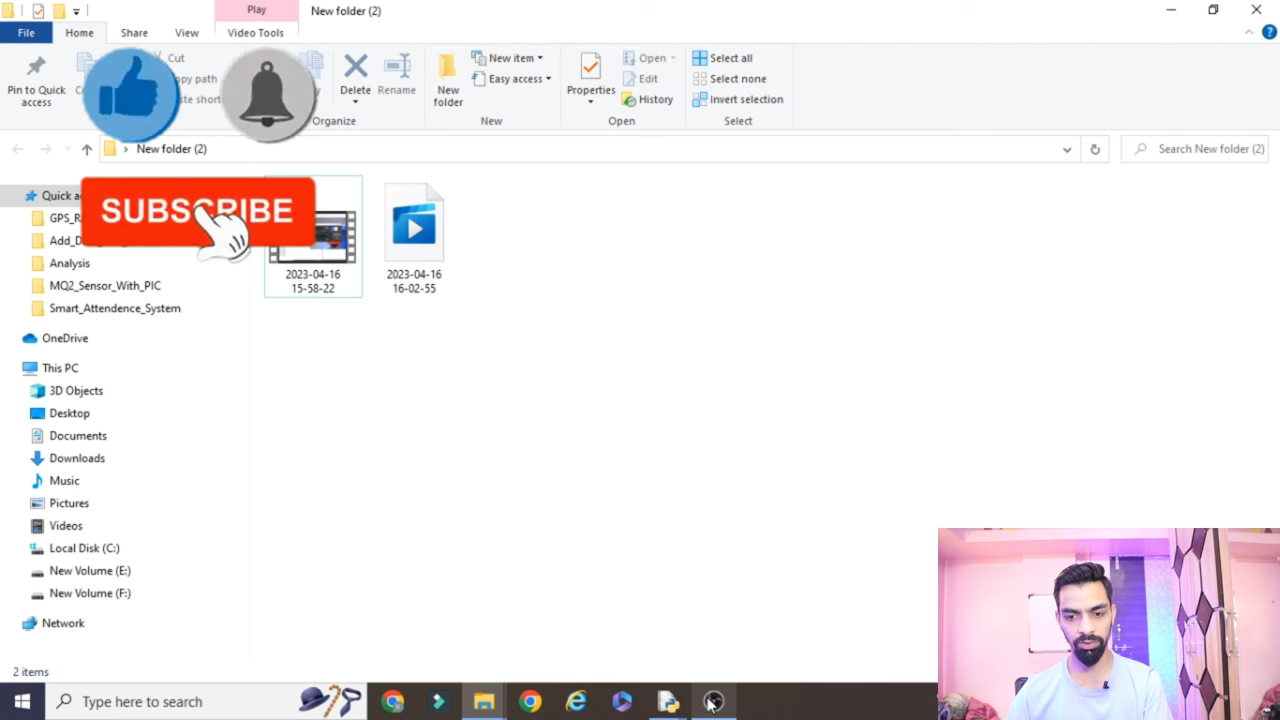 Play
New folder (2)
File
Home
Share
View
Video Tools
Pin to Quick
access
Cut
py path
ste short
Delete
Rename
Organize
New
folder
New item
Easy access
New
Properties
Open
Edit
History
Open
Select all
Select none
Invert selection
Select
New folder (2)
Search New folder (2)
Quick a
GPS_R
Add_D
Analysis
MQ2_Sensor_With_PIC
Smart_Attendence_System
OneDrive
This PC
3D Objects
Desktop
Documents
Downloads
Music
Pictures
Videos
Local Disk (C:)
New Volume (E:)
New Volume (F:)
Network
SUBSCRIBE
2023-04-16
15-58-22
2023-04-16
16-02-55
2 items
Type here to search